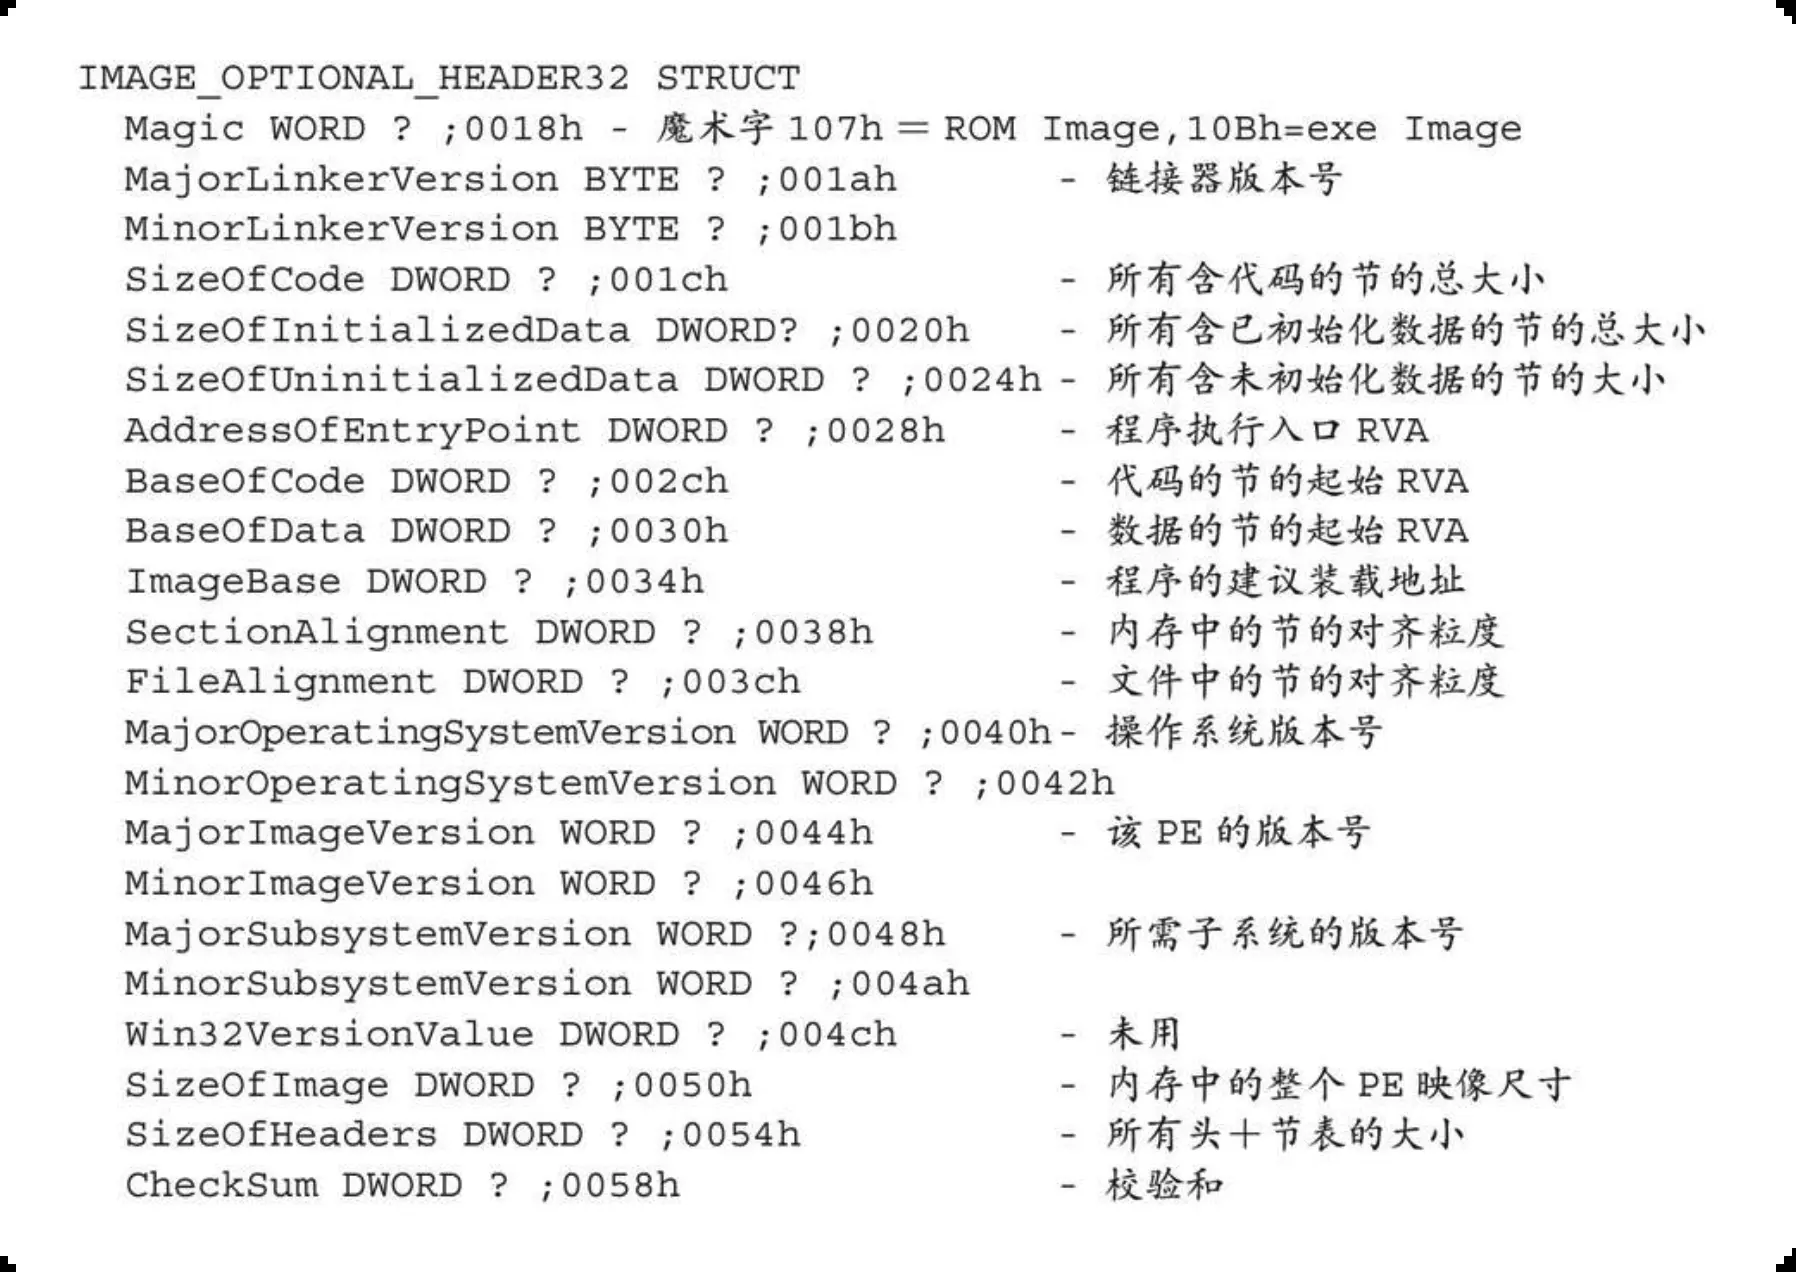 IMAGE_OPTIONAL_HEADER32 STRUCT
Magic WORD ? ;0018h - 魔术字 107h＝ROM Image,10Bh=exe Image
MajorLinkerVersion BYTE ? ;001ah - 链接器版本号
MinorLinkerVersion BYTE ? ;001bh
SizeOfCode DWORD ? ;001ch - 所有含代码的节的总大小
SizeOfInitializedData DWORD? ;0020h - 所有含已初始化数据的节的总大小
SizeOfUninitializedData DWORD ? ;0024h - 所有含未初始化数据的节的大小
AddressOfEntryPoint DWORD ? ;0028h - 程序执行入口 RVA
BaseOfCode DWORD ? ;002ch - 代码的节的起始 RVA
BaseOfData DWORD ? ;0030h - 数据的节的起始 RVA
ImageBase DWORD ? ;0034h - 程序的建议装载地址
SectionAlignment DWORD ? ;0038h - 内存中的节的对齐粒度
FileAlignment DWORD ? ;003ch - 文件中的节的对齐粒度
MajorOperatingSystemVersion WORD ? ;0040h - 操作系统版本号
MinorOperatingSystemVersion WORD ? ;0042h
MajorImageVersion WORD ? ;0044h - 该 PE 的版本号
MinorImageVersion WORD ? ;0046h
MajorSubsystemVersion WORD ?;0048h - 所需子系统的版本号
MinorSubsystemVersion WORD ? ;004ah
Win32VersionValue DWORD ? ;004ch - 未用
SizeOfImage DWORD ? ;0050h - 内存中的整个 PE 映像尺寸
SizeOfHeaders DWORD ? ;0054h - 所有头＋节表的大小
CheckSum DWORD ? ;0058h - 校验和